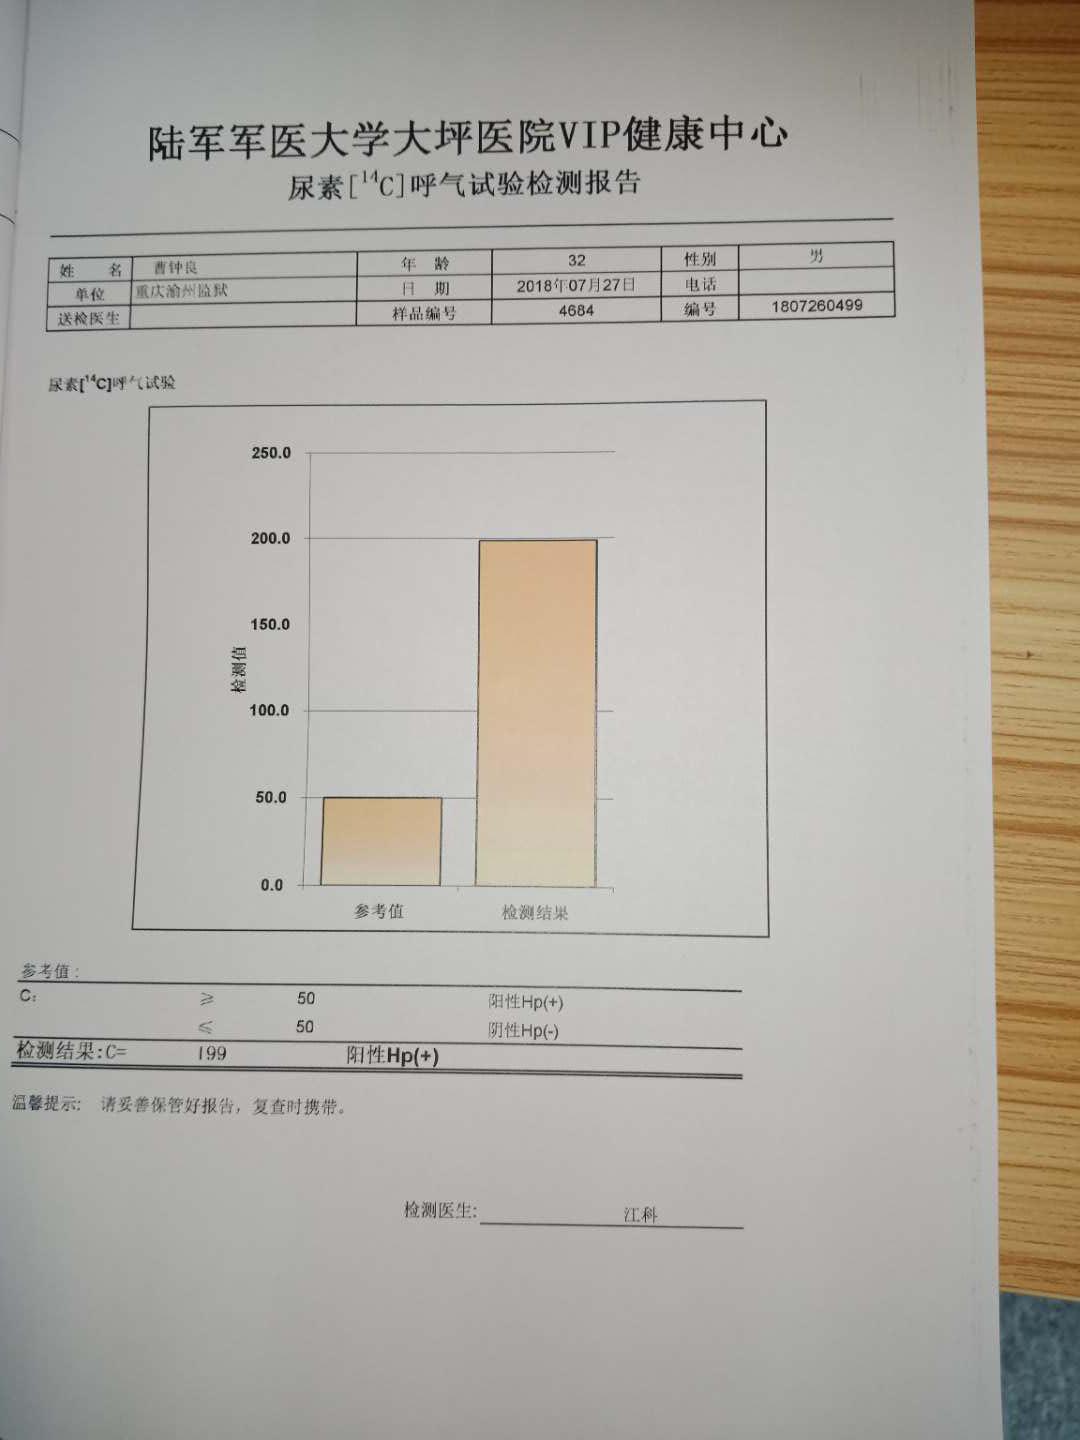 陆军军医大学大坪医院VIP健康中心
尿素[14C]呼气试验检测报告
姓 名 曹钟良 年 龄 32 性别 男
单位 重庆渝州监狱 日 期 2018年07月27日 电话
送检医生 样品编号 4684 编号 1807260499
尿素[14C]呼气试验
250.0
200.0
150.0
100.0
50.0
0.0
检测值
参考值 检测结果
参考值:
C: ≥ 50 阳性Hp(+)
≤ 50 阴性Hp(-)
检测结果:C= 199 阳性Hp(+)
温馨提示: 请妥善保管好报告，复查时携带。
检测医生: 江科